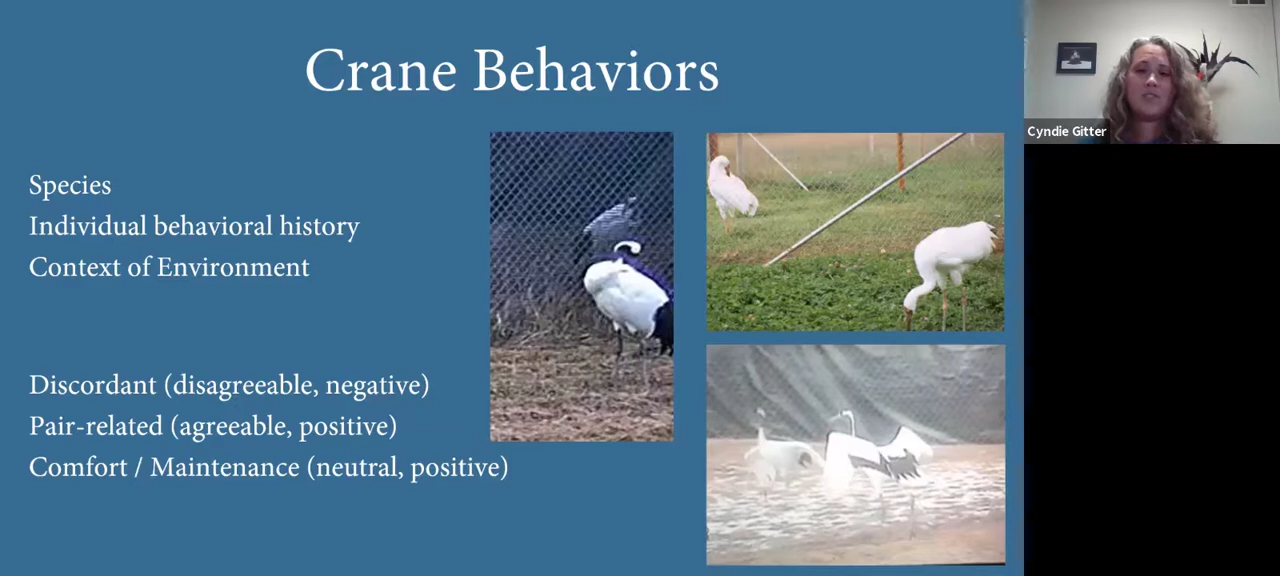 Crane Behaviors
Species
Individual behavioral history
Context of Environment
Discordant (disagreeable, negative)
Pair-related (agreeable, positive)
Comfort / Maintenance (neutral, positive)
Cyndie Gitter